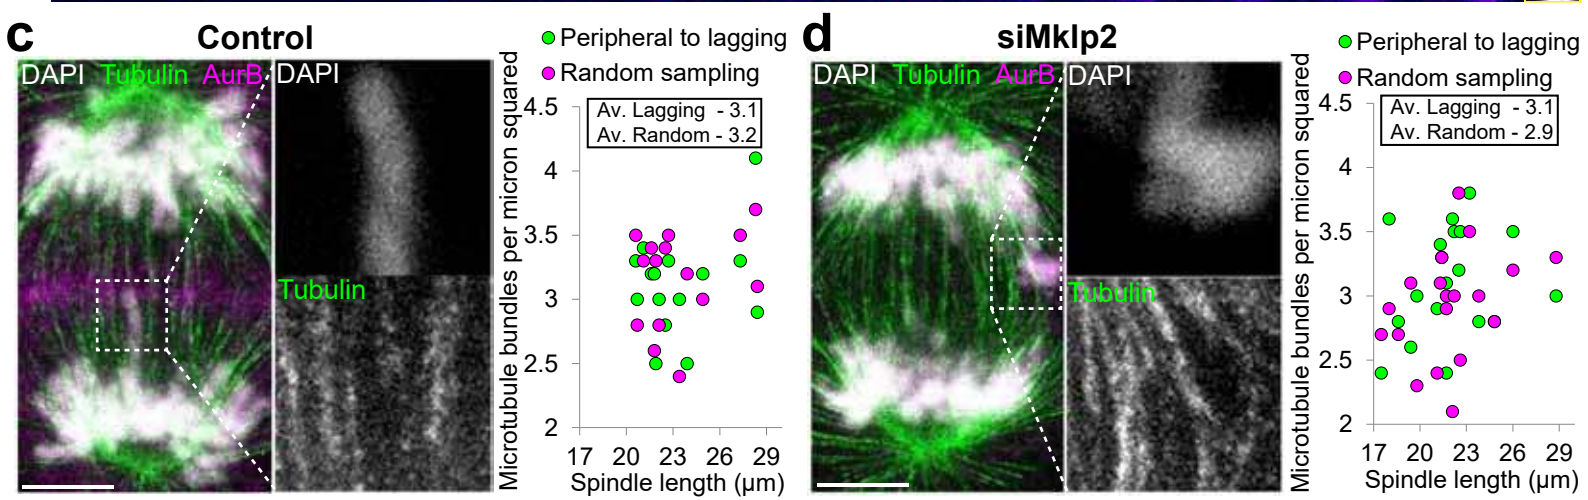 c
Control
DAPI Tubulin AurB
DAPI
Tubulin
Peripheral to lagging
Random sampling
Microtubule bundles per micron squared
4.5
4
3.5
3
2.5
2
Av. Lagging - 3.1
Av. Random - 3.2
17 20 23 26 29
Spindle length (μm)
d
siMklp2
DAPI Tubulin AurB
DAPI
Tubulin
Peripheral to lagging
Random sampling
Microtubule bundles per micron squared
4.5
4
3.5
3
2.5
2
Av. Lagging - 3.1
Av. Random - 2.9
17 20 23 26 29
Spindle length (μm)